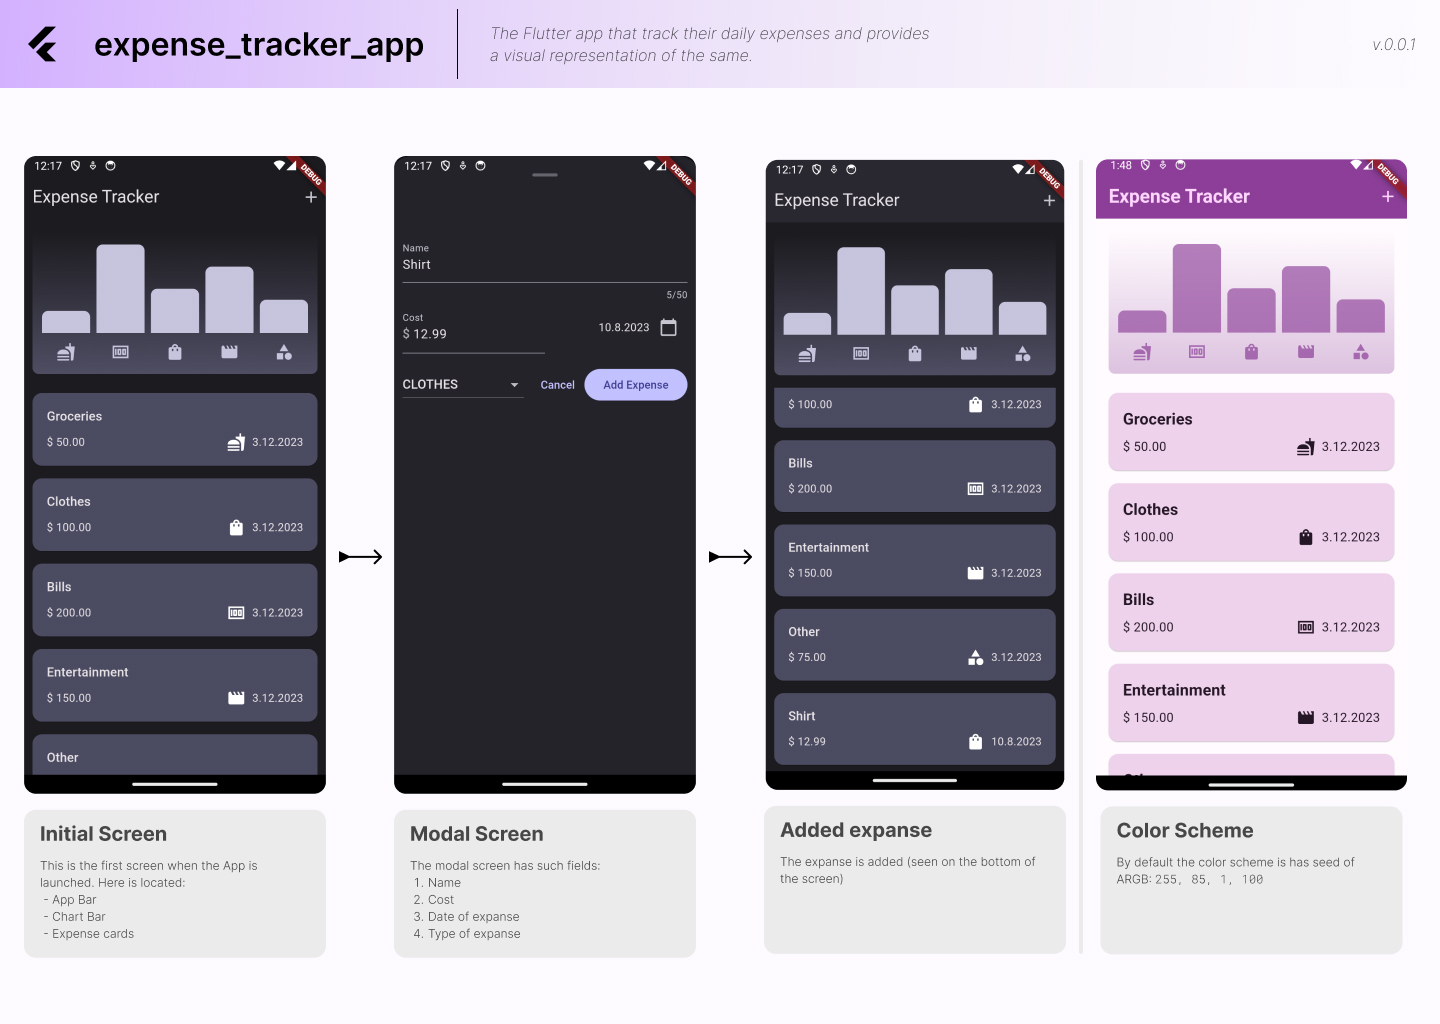 expense_tracker_app
The Flutter app that track their daily expenses and provides
a visual representation of the same.
v.0.0.1
12:17
DEBUG
Expense Tracker
+
Groceries
$ 50.00
3.12.2023
Clothes
$ 100.00
3.12.2023
Bills
$ 200.00
3.12.2023
Entertainment
$ 150.00
3.12.2023
Other
Initial Screen
This is the first screen when the App is
launched. Here is located:
- App Bar
- Chart Bar
- Expense cards
12:17
DEBUG
Name
Shirt
5/50
Cost
$ 12.99
10.8.2023
CLOTHES
Cancel
Add Expense
Modal Screen
The modal screen has such fields:
1. Name
2. Cost
3. Date of expanse
4. Type of expanse
12:17
DEBUG
Expense Tracker
+
$ 100.00
3.12.2023
Bills
$ 200.00
3.12.2023
Entertainment
$ 150.00
3.12.2023
Other
$ 75.00
3.12.2023
Shirt
$ 12.99
10.8.2023
Added expanse
The expanse is added (seen on the bottom of
the screen)
1:48
DEBUG
Expense Tracker
+
Groceries
$ 50.00
3.12.2023
Clothes
$ 100.00
3.12.2023
Bills
$ 200.00
3.12.2023
Entertainment
$ 150.00
3.12.2023
Color Scheme
By default the color scheme is has seed of
ARGB: 255, 85, 1, 100